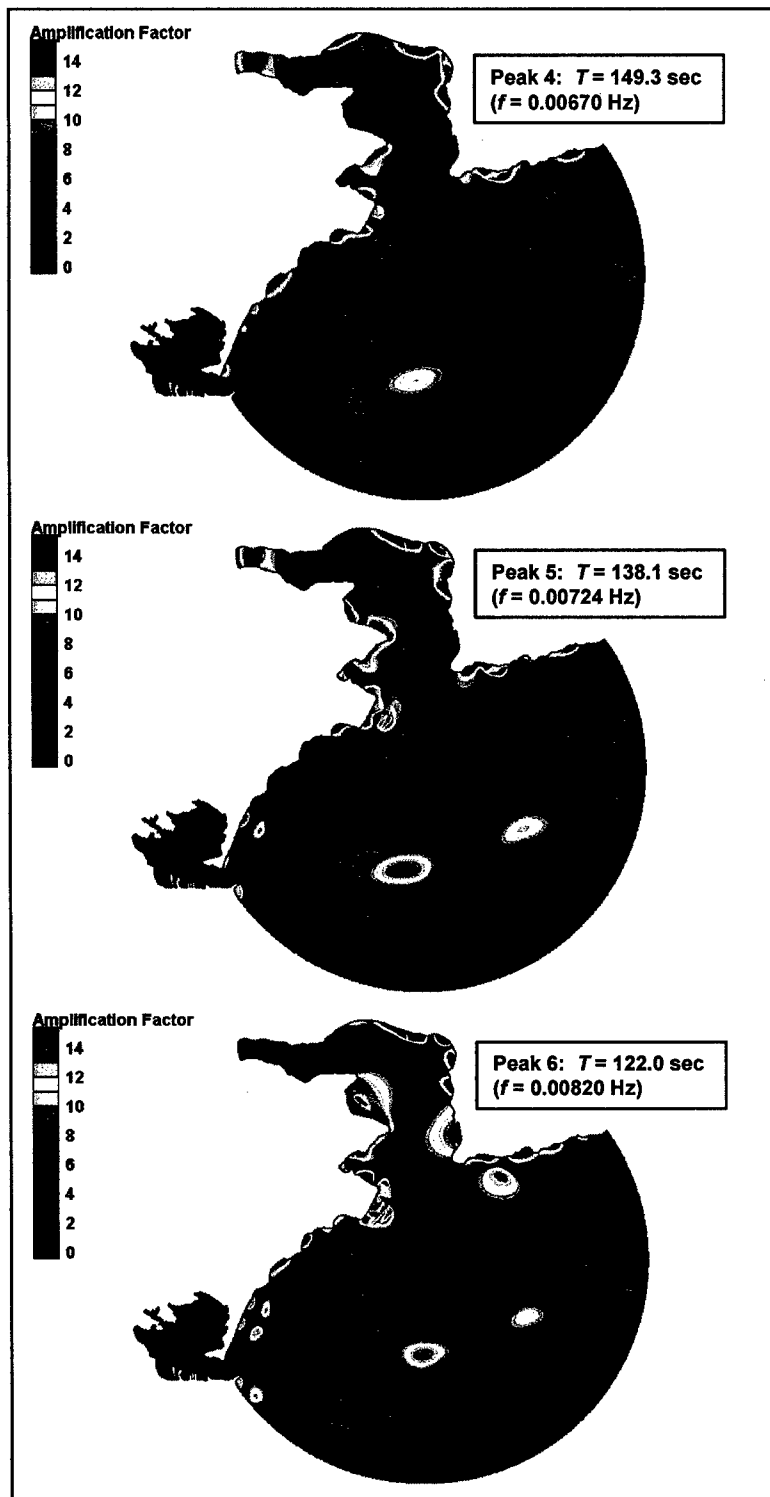 Amplification Factor
14
12
10
8
6
4
2
0
Peak 4: T = 149.3 sec
(f = 0.00670 Hz)
Amplification Factor
14
12
10
8
6
4
2
0
Peak 5: T = 138.1 sec
(f = 0.00724 Hz)
Amplification Factor
14
12
10
8
6
4
2
0
Peak 6: T = 122.0 sec
(f = 0.00820 Hz)